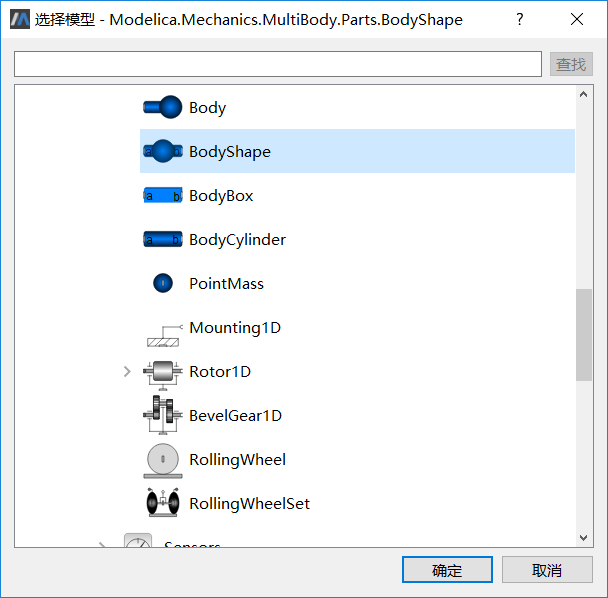 选择模型 - Modelica.Mechanics.MultiBody.Parts.BodyShape
查找
Body
a b BodyShape
a b BodyBox
a b BodyCylinder
PointMass
Mounting1D
Rotor1D
BevelGear1D
RollingWheel
RollingWheelSet
Sensors
确定 取消